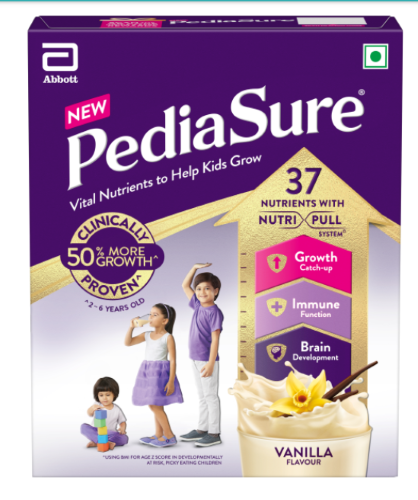 Abbott
NEW
PediaSure®
Vital Nutrients to Help Kids Grow
37
NUTRIENTS WITH
NUTRI PULL
SYSTEM®
CLINICALLY
50% MORE
GROWTH^
PROVEN^
^2-6 YEARS OLD
Growth
Catch-up
Immune
Function
Brain
Development
^USING BMI FOR AGE Z SCORE IN DEVELOPMENTALLY
AT RISK, PICKY EATING CHILDREN
VANILLA
FLAVOUR